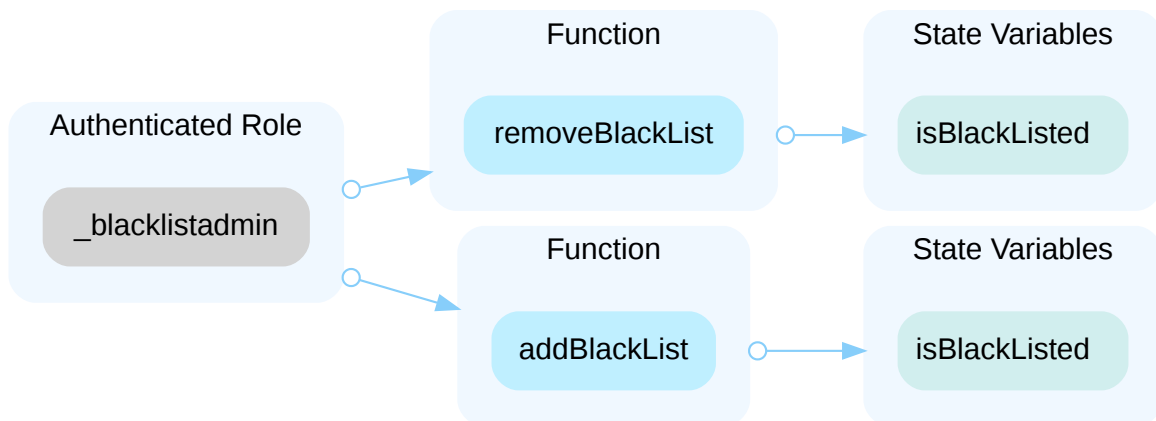 Authenticated Role
_blacklistadmin
Function
removeBlackList
State Variables
isBlackListed
Function
addBlackList
State Variables
isBlackListed